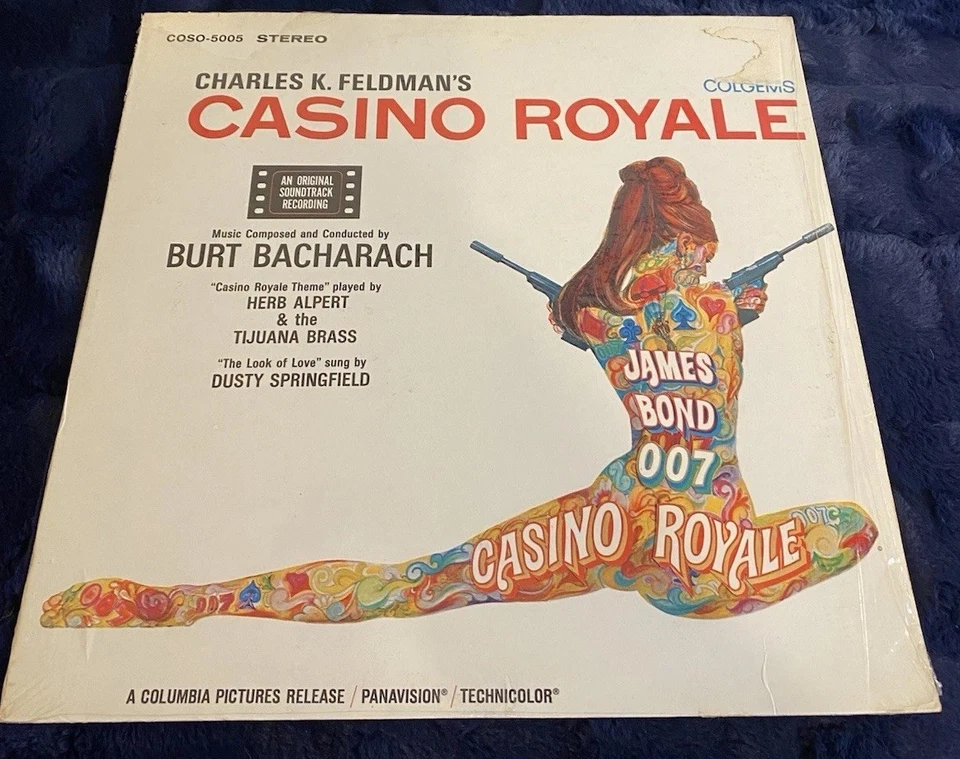 COSO-5005 STEREO
COLGEMS
CHARLES K. FELDMAN'S
CASINO ROYALE
AN ORIGINAL
SOUNDTRACK
RECORDING
Music Composed and Conducted by
BURT BACHARACH
"Casino Royale Theme" played by
HERB ALPERT
& the
TIJUANA BRASS
"The Look of Love" sung by
DUSTY SPRINGFIELD
JAMES
BOND
007
CASINO ROYALE
007
007
A COLUMBIA PICTURES RELEASE / PANAVISION® / TECHNICOLOR®